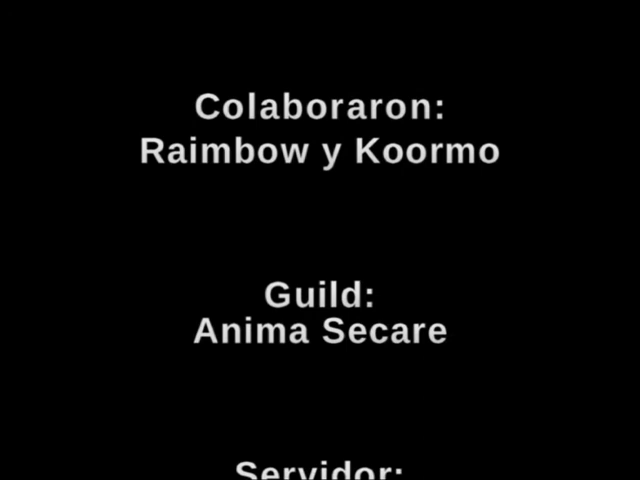 Colaboraron:
Raimbow y Koormo
Guild:
Anima Secare
Servidor: